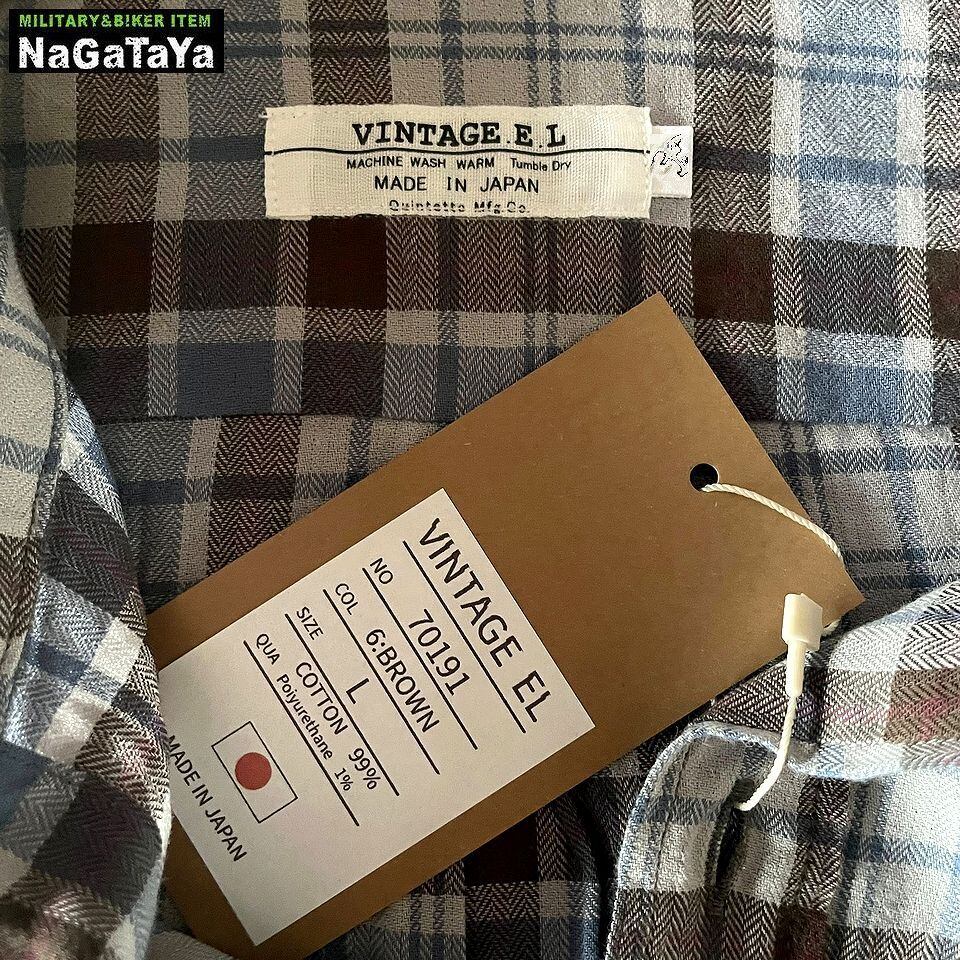 MILITARY&BIKER ITEM
NaGaTaYa
VINTAGE.E.L
MACHINE WASH WARM Tumble Dry
MADE IN JAPAN
Quintette Mfg.Co.
VINTAGE EL
NO 70191
COL 6:BROWN
SIZE L
QUA COTTON 99%
Poiyurethane 1%
MADE IN JAPAN